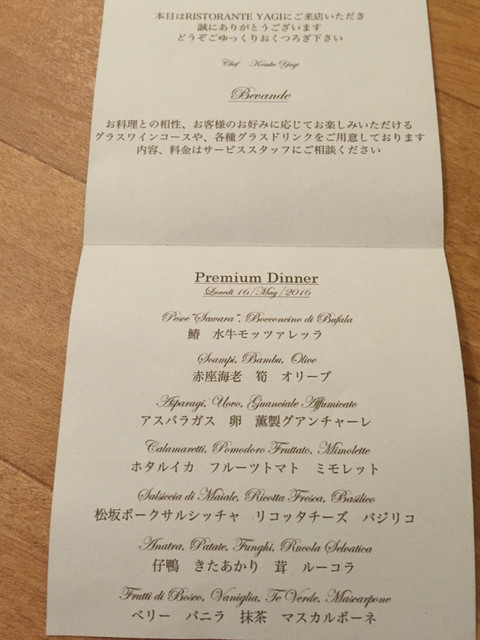 本日はRISTORANTE YAGIにご来店いただき
誠にありがとうございます
どうぞごゆっくりおくつろぎ下さい
Chef Kosuke Yagi
Bevande
お料理との相性、お客様のお好みに応じてお楽しみいただける
グラスワインコースや、各種グラスドリンクをご用意しております
内容、料金はサービススタッフにご相談ください
Premium Dinner
Lunedi 16/Mag/2016
Pesce "Sawara", Bocconcino di Bufala
鰆 水牛モッツァレッラ
Scampi, Bambu, Olive
赤座海老 筍 オリーブ
Asparagi, Uovo, Guanciale Affumicato
アスパラガス 卵 薫製グアンチャーレ
Calamaretti, Pomodoro Fruttato, Mimolette
ホタルイカ フルーツトマト ミモレット
Salsiccia di Maiale, Ricotta Fresca, Basilico
松坂ポークサルシッチャ リコッタチーズ バジリコ
Anatra, Patate, Funghi, Rucola Selvatica
仔鴨 きたあかり 茸 ルーコラ
Frutti di Bosco, Vaniglia, Te Verde, Mascarpone
ベリー バニラ 抹茶 マスカルポーネ